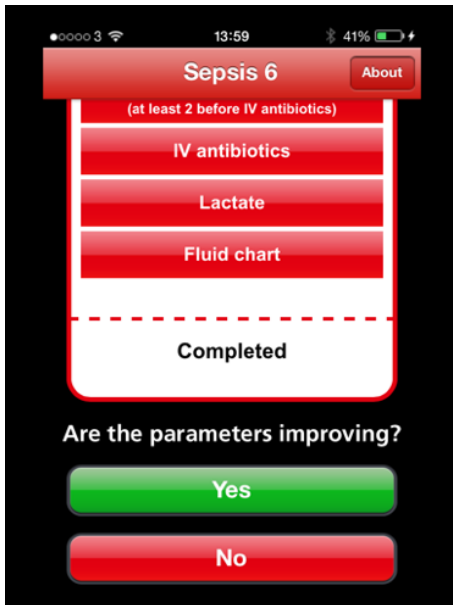 3 13:59 41%
Sepsis 6 About
(at least 2 before IV antibiotics)
IV antibiotics
Lactate
Fluid chart
Completed
Are the parameters improving?
Yes
No